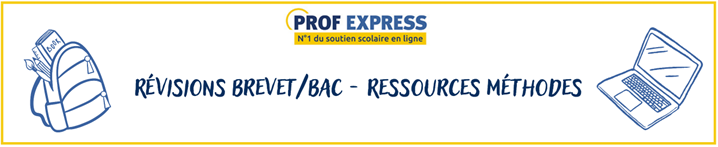 PROF EXPRESS
N°1 du soutien scolaire en ligne
RÉVISIONS BREVET/BAC - RESSOURCES MÉTHODES